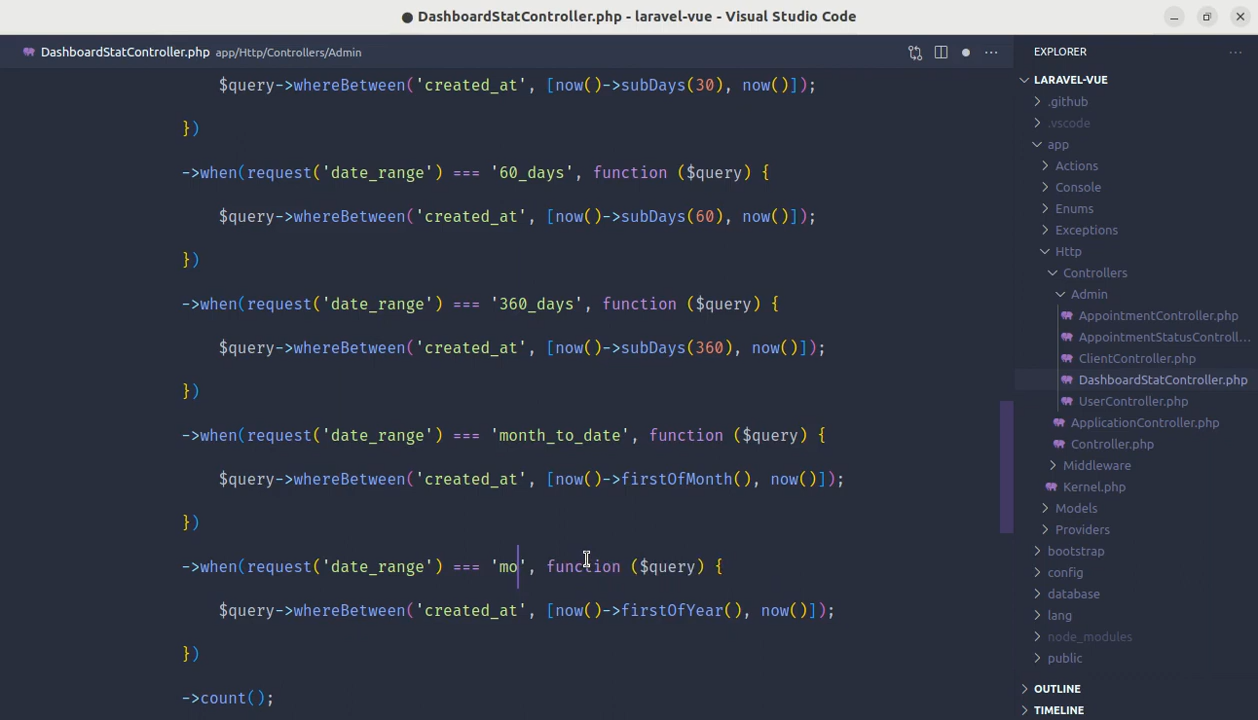 ● DashboardStatController.php - laravel-vue - Visual Studio Code
DashboardStatController.php app/Http/Controllers/Admin
$query->whereBetween('created_at', [now()->subDays(30), now()]);
})
->when(request('date_range') === '60_days', function ($query) {
$query->whereBetween('created_at', [now()->subDays(60), now()]);
})
->when(request('date_range') === '360_days', function ($query) {
$query->whereBetween('created_at', [now()->subDays(360), now()]);
})
->when(request('date_range') === 'month_to_date', function ($query) {
$query->whereBetween('created_at', [now()->firstOfMonth(), now()]);
})
->when(request('date_range') === 'mo', function ($query) {
$query->whereBetween('created_at', [now()->firstOfYear(), now()]);
})
->count();
EXPLORER
LARAVEL-VUE
.github
.vscode
app
Actions
Console
Enums
Exceptions
Http
Controllers
Admin
AppointmentController.php
AppointmentStatusControll...
ClientController.php
DashboardStatController.php
UserController.php
ApplicationController.php
Controller.php
Middleware
Kernel.php
Models
Providers
bootstrap
config
database
lang
node_modules
public
OUTLINE
TIMELINE